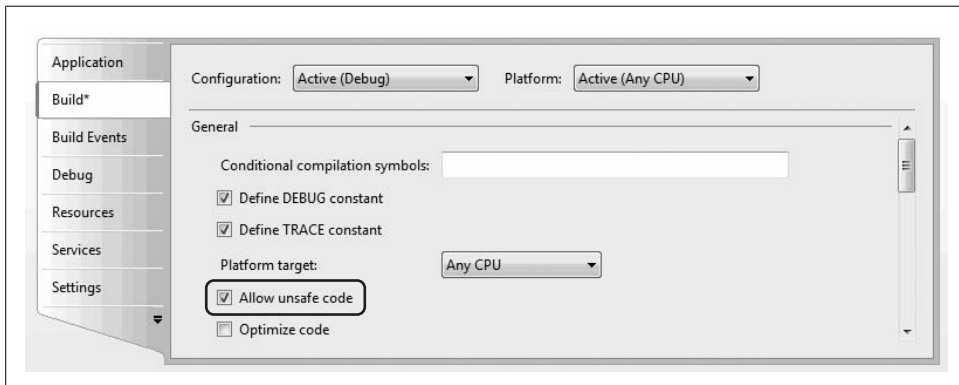 Application
Build*
Build Events
Debug
Resources
Services
Settings
Configuration: Active (Debug) Platform: Active (Any CPU)
General
Conditional compilation symbols:
Define DEBUG constant
Define TRACE constant
Platform target: Any CPU
Allow unsafe code
Optimize code